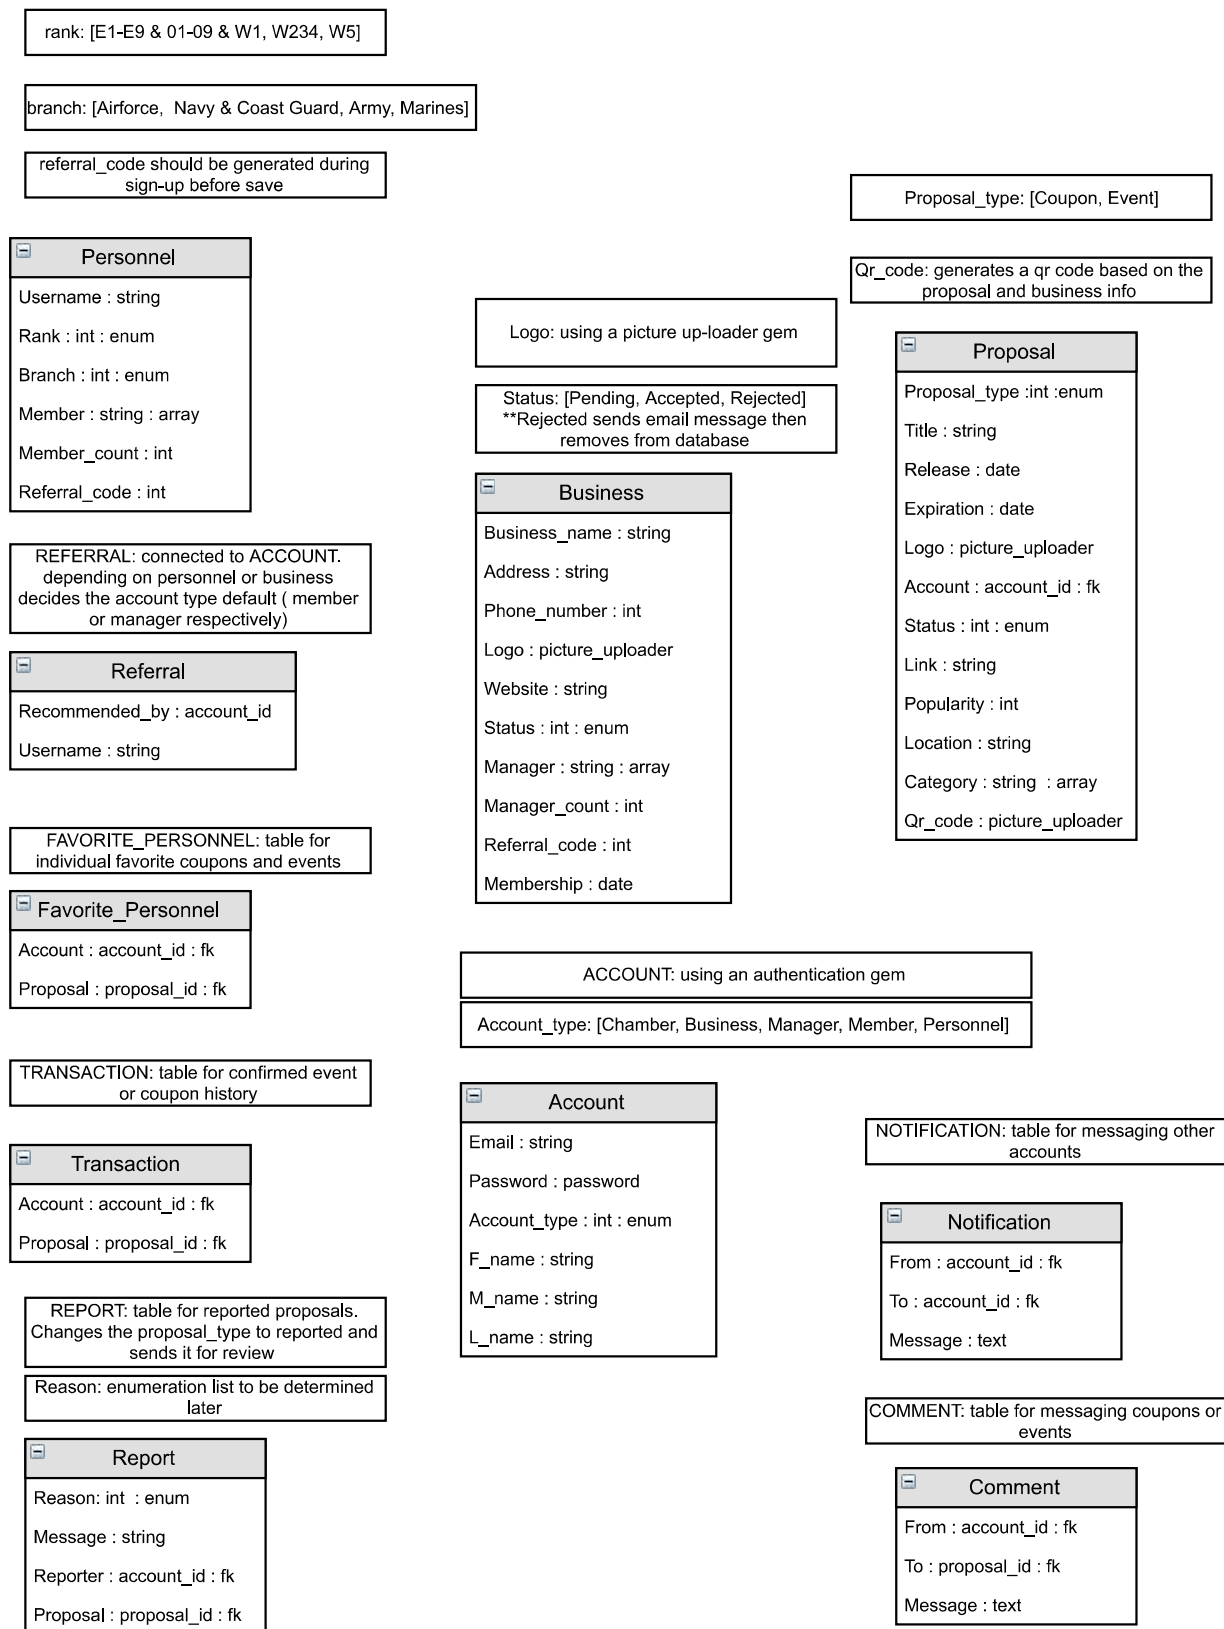 rank: [E1-E9 & 01-09 & W1, W234, W5]
branch: [Airforce, Navy & Coast Guard, Army, Marines]
referral_code should be generated during
sign-up before save
Personnel
Username : string
Rank : int : enum
Branch : int : enum
Member : string : array
Member_count : int
Referral_code : int
REFERRAL: connected to ACCOUNT.
depending on personnel or business
decides the account type default ( member
or manager respectively)
Referral
Recommended_by : account_id
Username : string
FAVORITE_PERSONNEL: table for
individual favorite coupons and events
Favorite_Personnel
Account : account_id : fk
Proposal : proposal_id : fk
TRANSACTION: table for confirmed event
or coupon history
Transaction
Account : account_id : fk
Proposal : proposal_id : fk
REPORT: table for reported proposals.
Changes the proposal_type to reported and
sends it for review
Reason: enumeration list to be determined
later
Report
Reason: int : enum
Message : string
Reporter : account_id : fk
Proposal : proposal_id : fk
Logo: using a picture up-loader gem
Status: [Pending, Accepted, Rejected]
**Rejected sends email message then
removes from database
Business
Business_name : string
Address : string
Phone_number : int
Logo : picture_uploader
Website : string
Status : int : enum
Manager : string : array
Manager_count : int
Referral_code : int
Membership : date
ACCOUNT: using an authentication gem
Account_type: [Chamber, Business, Manager, Member, Personnel]
Account
Email : string
Password : password
Account_type : int : enum
F_name : string
M_name : string
L_name : string
Proposal_type: [Coupon, Event]
Qr_code: generates a qr code based on the
proposal and business info
Proposal
Proposal_type :int :enum
Title : string
Release : date
Expiration : date
Logo : picture_uploader
Account : account_id : fk
Status : int : enum
Link : string
Popularity : int
Location : string
Category : string : array
Qr_code : picture_uploader
NOTIFICATION: table for messaging other
accounts
Notification
From : account_id : fk
To : account_id : fk
Message : text
COMMENT: table for messaging coupons or
events
Comment
From : account_id : fk
To : proposal_id : fk
Message : text